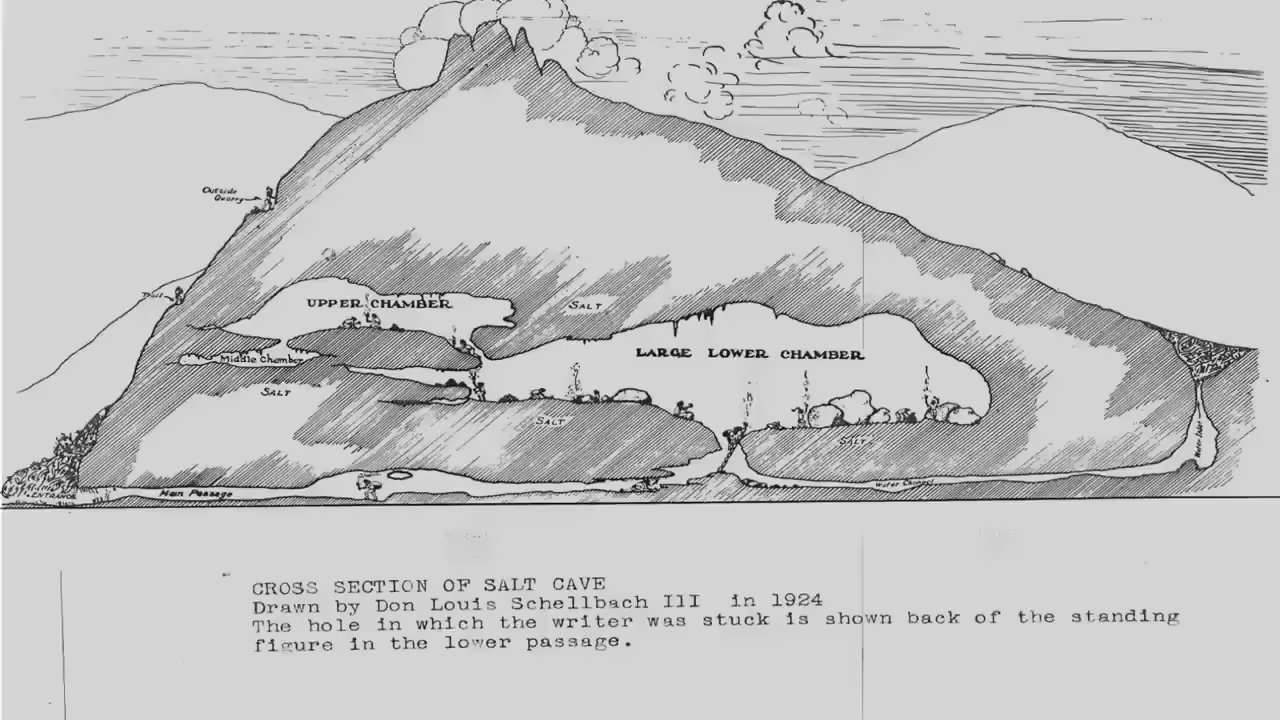 Outside
Quarry
Trail
UPPER CHAMBER
SALT
Middle Chamber
LARGE LOWER CHAMBER
SALT
SALT
SALT
ENTRANCE
Main Passage
Water Channel
Water Inlet
CROSS SECTION OF SALT CAVE
Drawn by Don Louis Schellbach III in 1924
The hole in which the writer was stuck is shown back of the standing
figure in the lower passage.